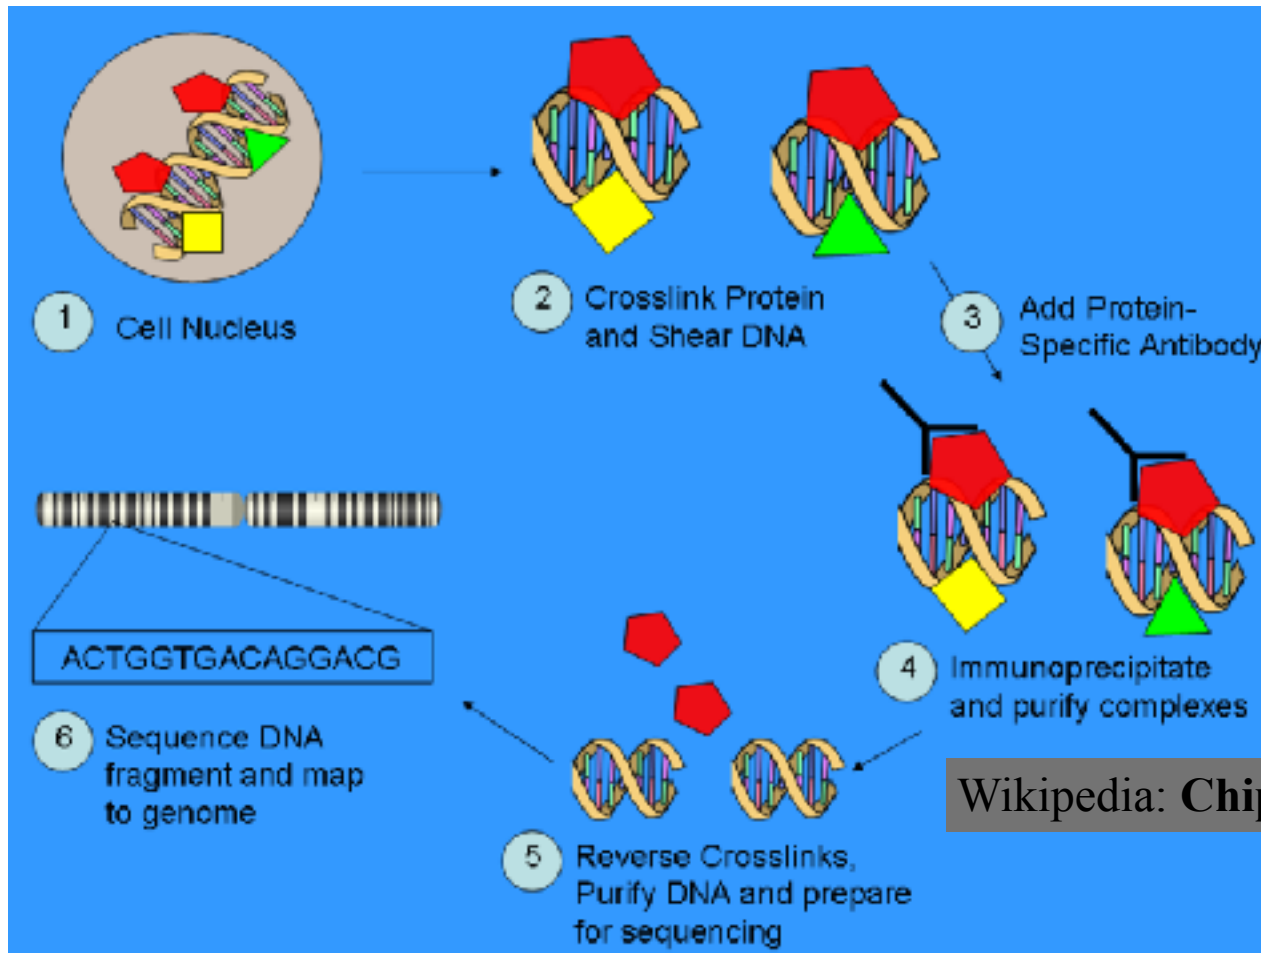 1
Cell Nucleus
2
Crosslink Protein
and Shear DNA
3
Add Protein-
Specific Antibody
4
Immunoprecipitate
and purify complexes
Wikipedia: Chip
5
Reverse Crosslinks,
Purify DNA and prepare
for sequencing
6
Sequence DNA
fragment and map
to genome
ACTGGTGACAGGACG